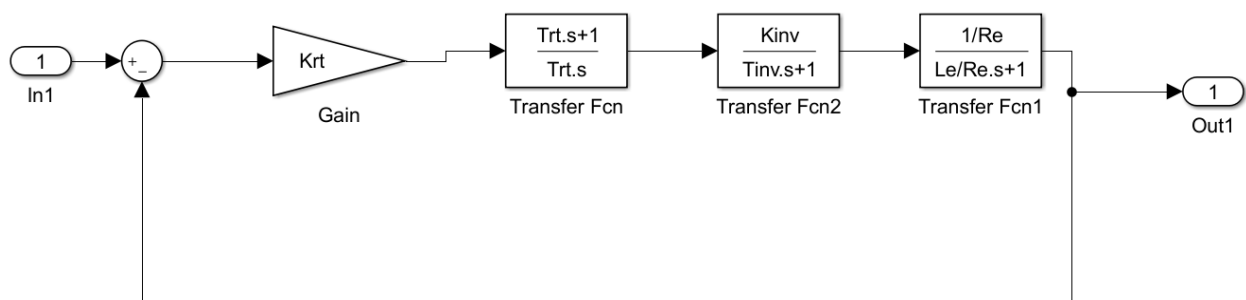 1
In1
+
−
Krt
Gain
Trt.s+1
Trt.s
Transfer Fcn
Kinv
Tinv.s+1
Transfer Fcn2
1/Re
Le/Re.s+1
Transfer Fcn1
1
Out1